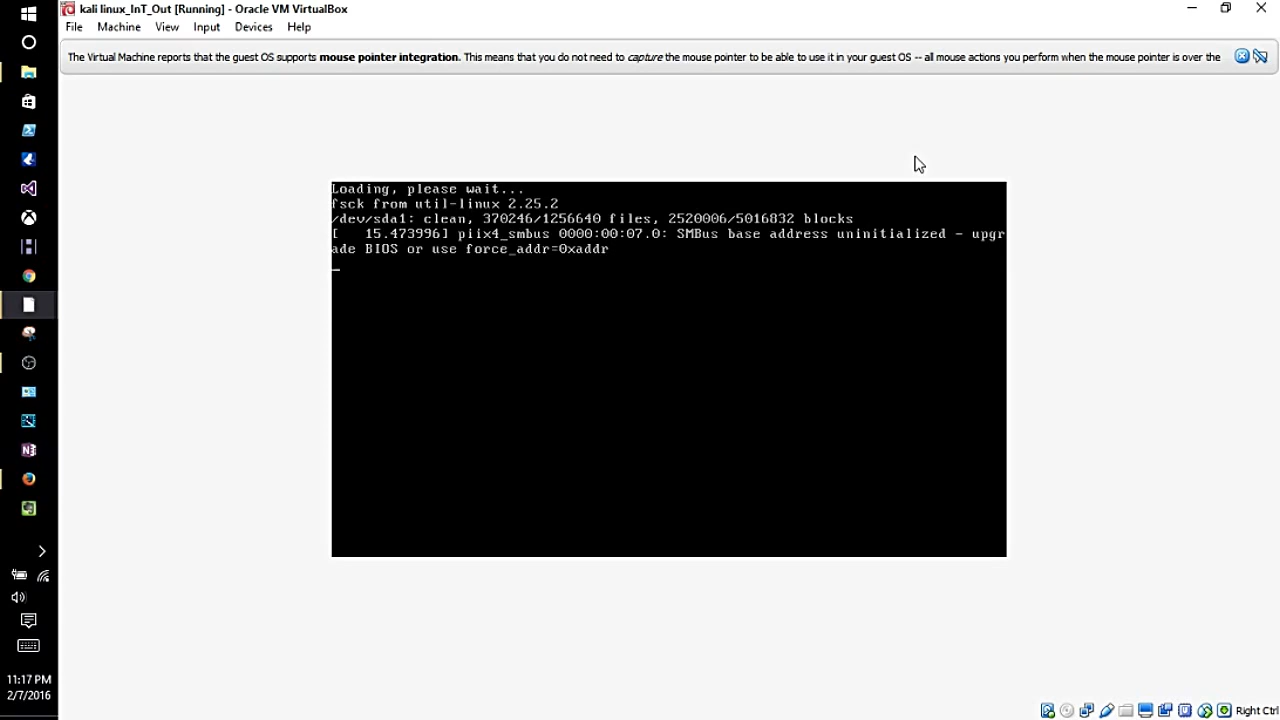 kali linux_InT_Out [Running] - Oracle VM VirtualBox
File Machine View Input Devices Help
The Virtual Machine reports that the guest OS supports mouse pointer integration. This means that you do not need to capture the mouse pointer to be able to use it in your guest OS -- all mouse actions you perform when the mouse pointer is over the
Loading, please wait...
fsck from util-linux 2.25.2
/dev/sda1: clean, 370246/1256640 files, 2520006/5016832 blocks
[   15.473996] piix4_smbus 0000:00:07.0: SMBus base address uninitialized - upgr
ade BIOS or use force_addr=0xaddr
_
11:17 PM
2/7/2016
Right Ctrl